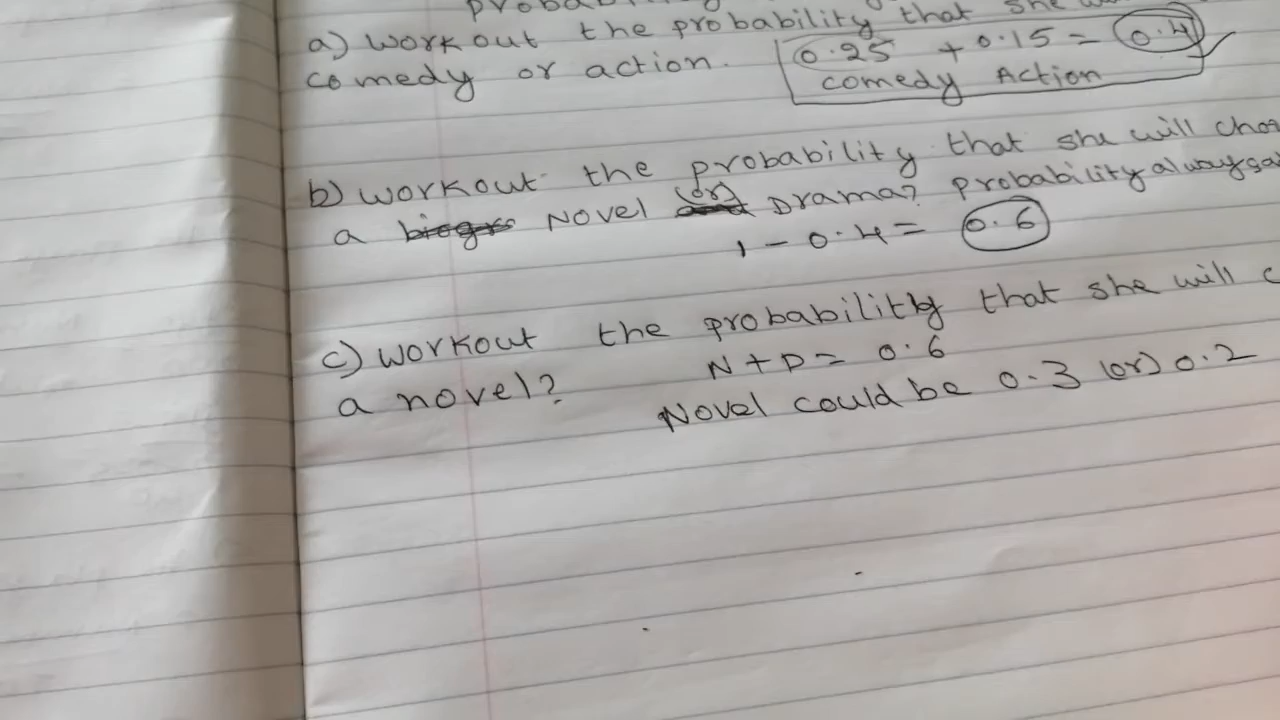 a) workout the probability that she
comedy or action. 0.25 + 0.15 = 0.4
comedy Action
b) workout the probability that she will
a Novel (or) Drama? probability always
1 - 0.4 = 0.6
c) workout the probability that she will
a novel? N+D = 0.6
Novel could be 0.3 (or) 0.2